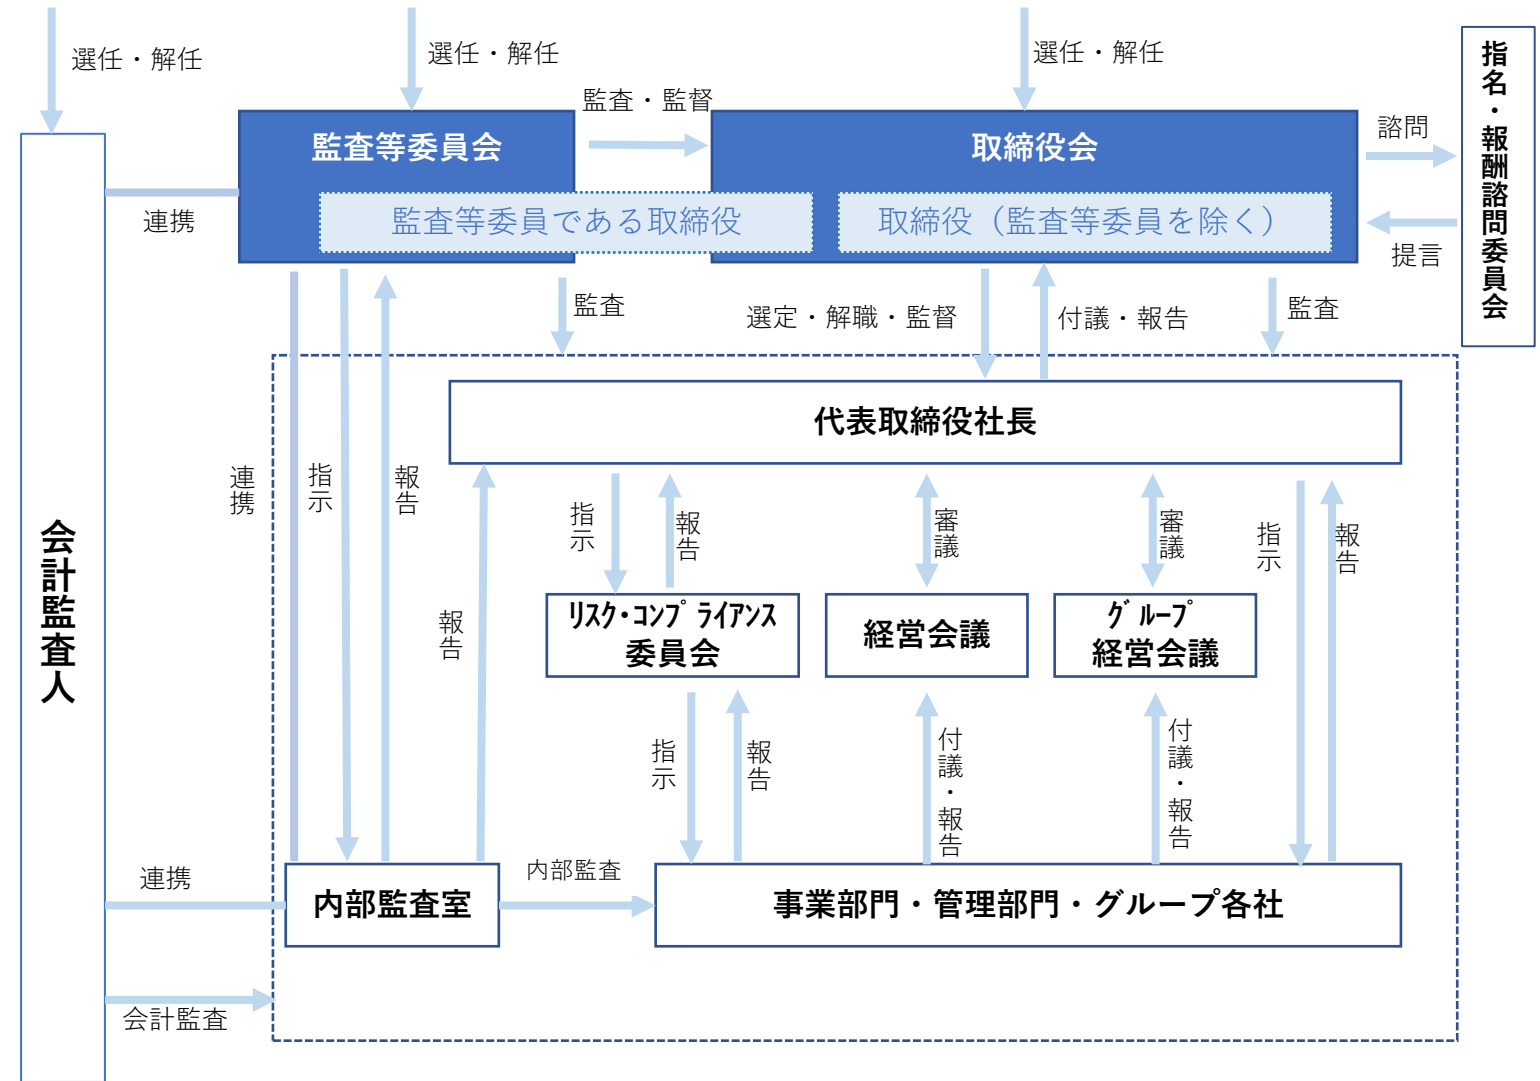 選任・解任
選任・解任
選任・解任
指名・報酬諮問委員会
監査・監督
諮問
監査等委員会
取締役会
連携
監査等委員である取締役
取締役（監査等委員を除く）
提言
監査
選定・解職・監督
付議・報告
監査
代表取締役社長
連携
指示
報告
指示
報告
審議
審議
指示
報告
会計監査人
報告
ﾘｽｸ・ｺﾝﾌﾟﾗｲｱﾝｽ
委員会
経営会議
ｸﾞﾙｰﾌﾟ
経営会議
指示
報告
付議・報告
付議・報告
連携
内部監査
内部監査室
事業部門・管理部門・グループ各社
会計監査